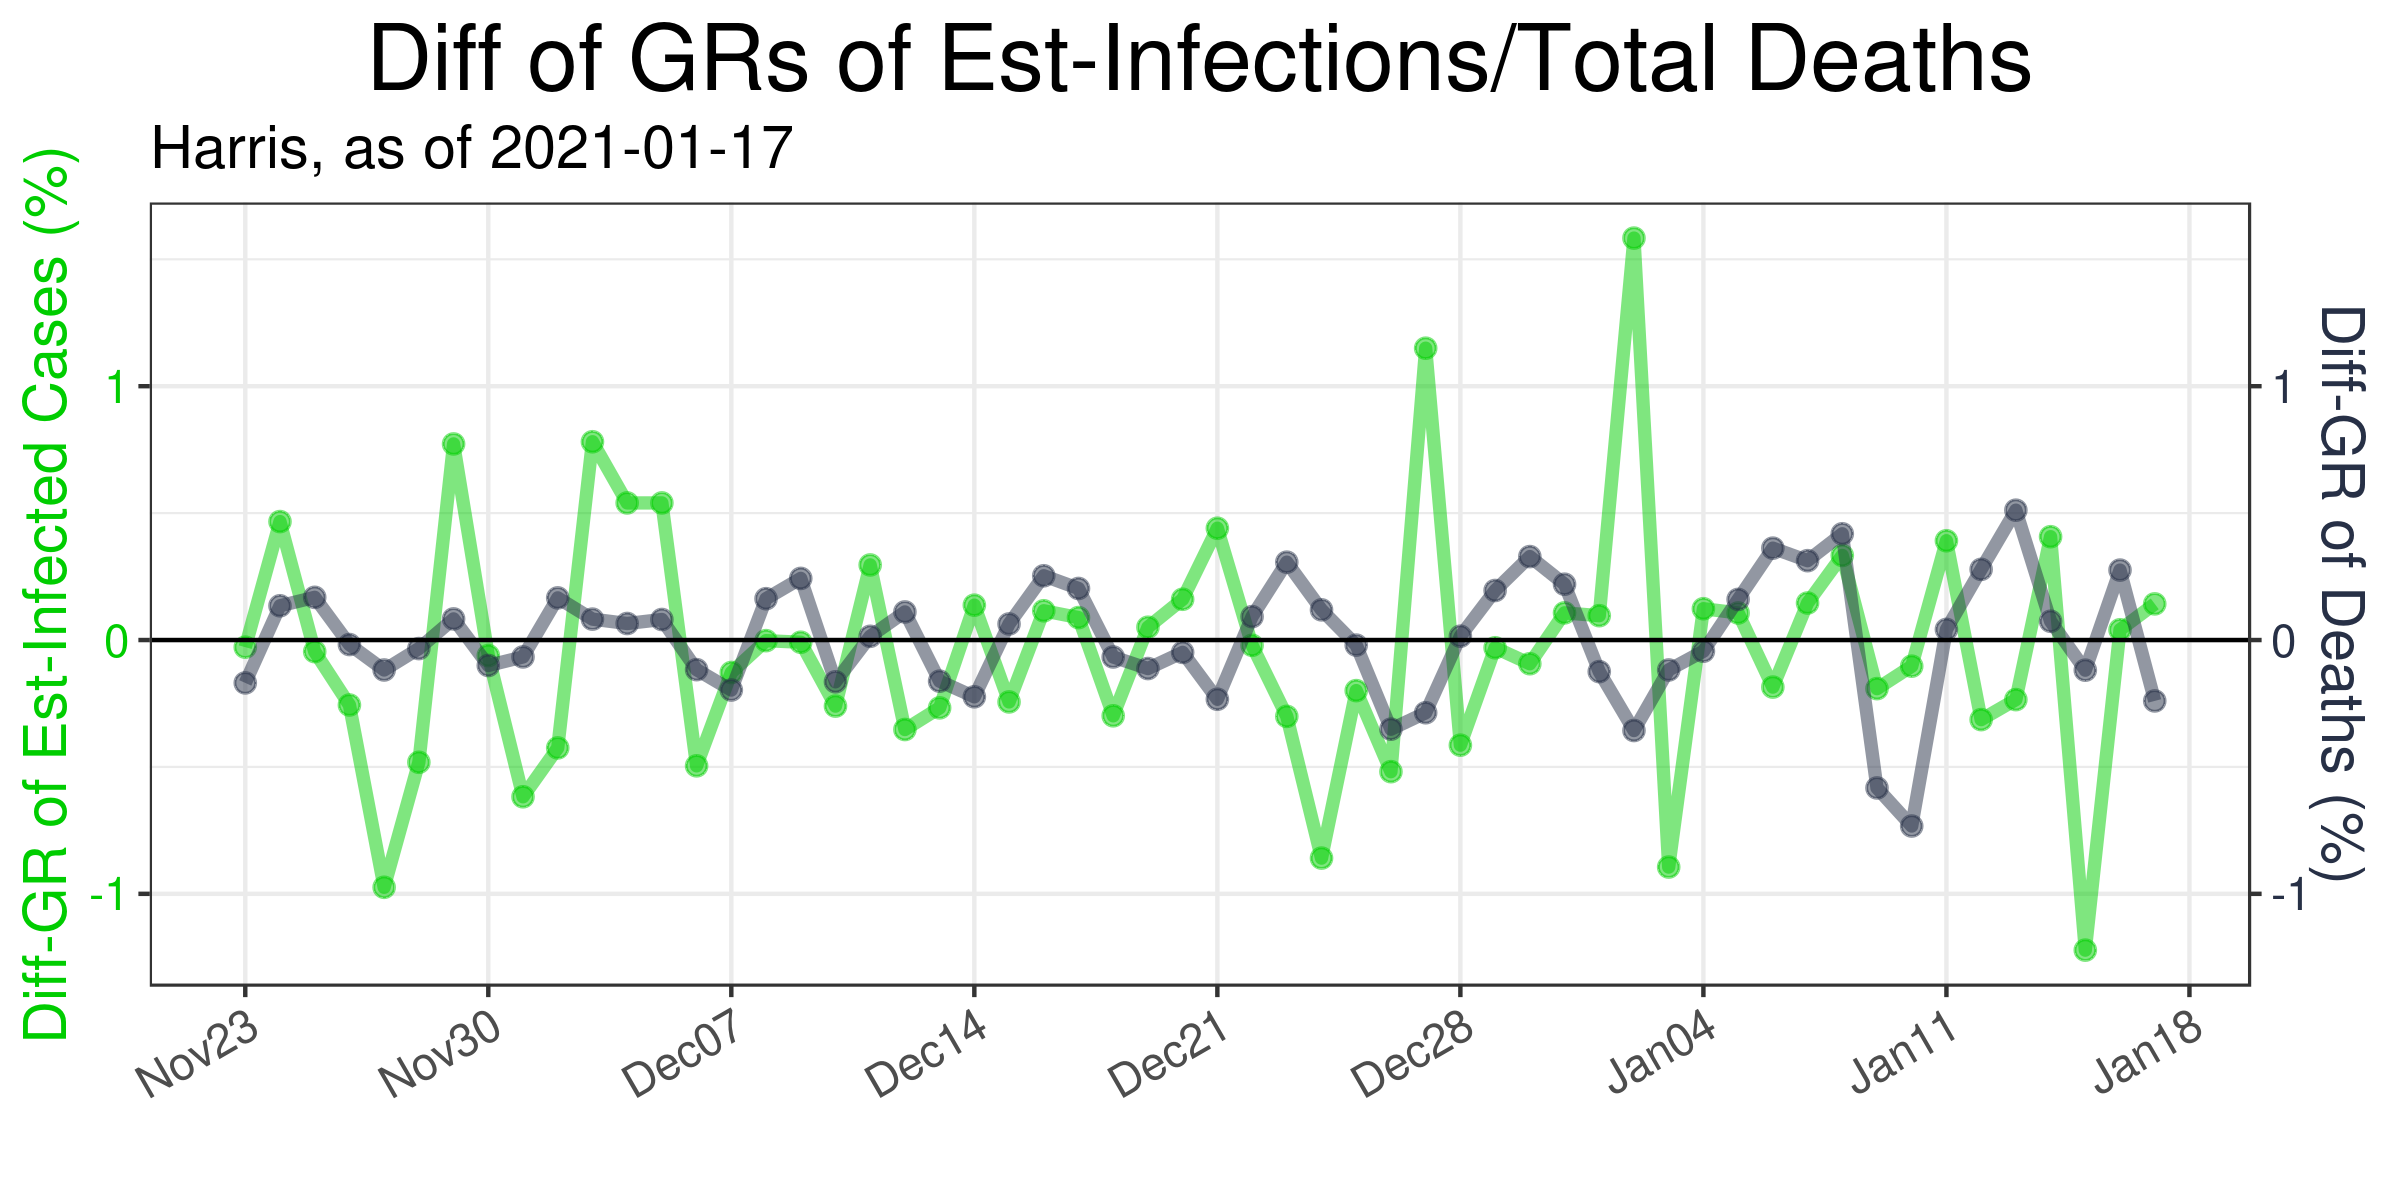 Diff of GRs of Est-Infections/Total Deaths
Harris, as of 2021-01-17
Diff-GR of Est-Infected Cases (%)
1
0
-1
1
0
-1
Diff-GR of Deaths (%)
Nov23
Nov30
Dec07
Dec14
Dec21
Dec28
Jan04
Jan11
Jan18